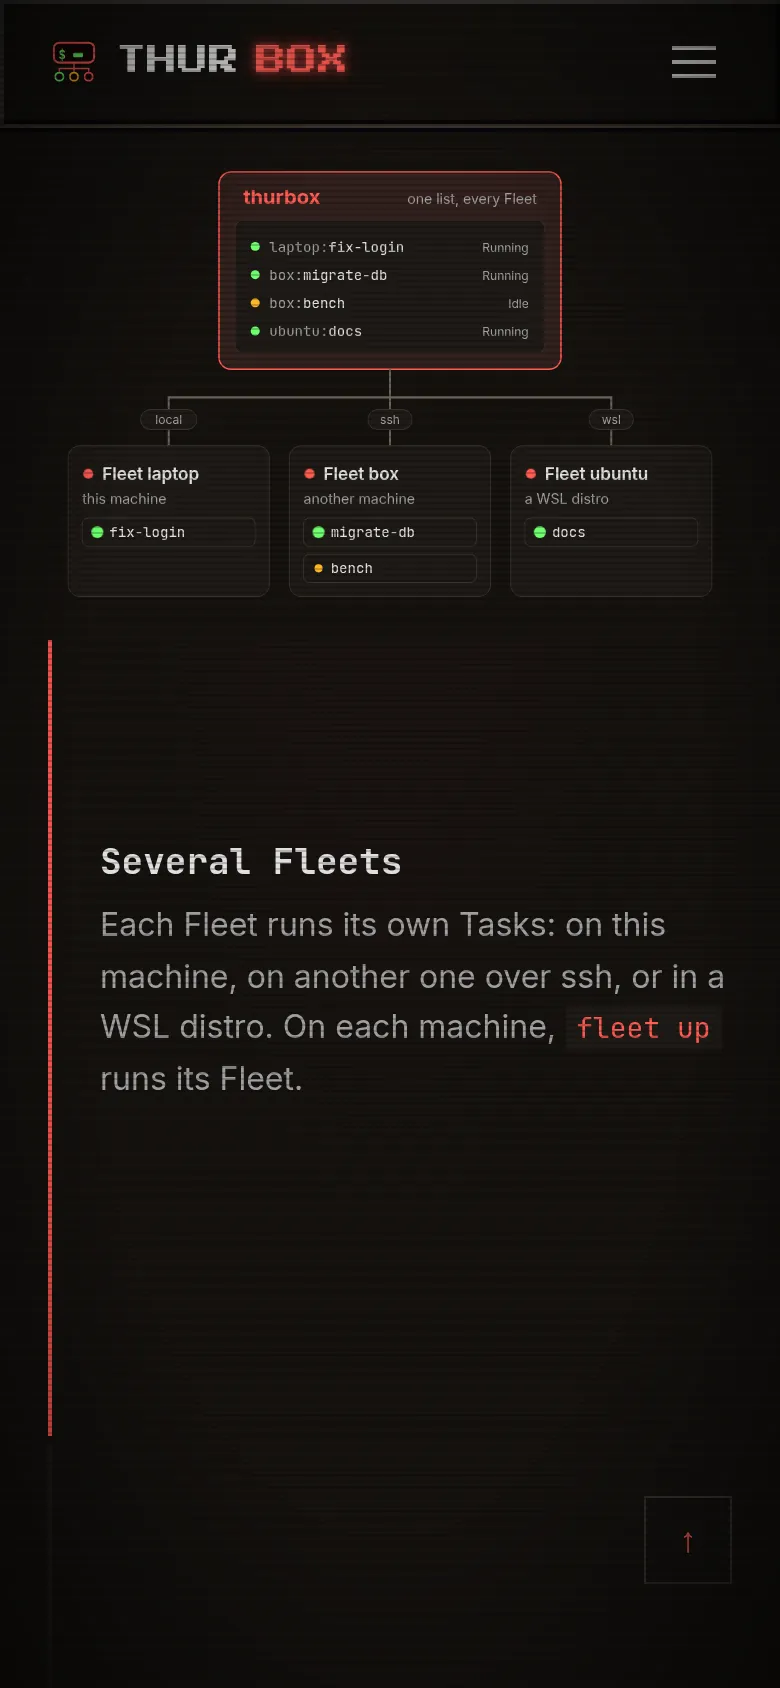 $
THUR BOX
thurbox one list, every Fleet
laptop:fix-login Running
box:migrate-db Running
box:bench Idle
ubuntu:docs Running
local ssh wsl
Fleet laptop
this machine
fix-login
Fleet box
another machine
migrate-db
bench
Fleet ubuntu
a WSL distro
docs
Several Fleets
Each Fleet runs its own Tasks: on this
machine, on another one over ssh, or in a
WSL distro. On each machine, fleet up
runs its Fleet.
↑